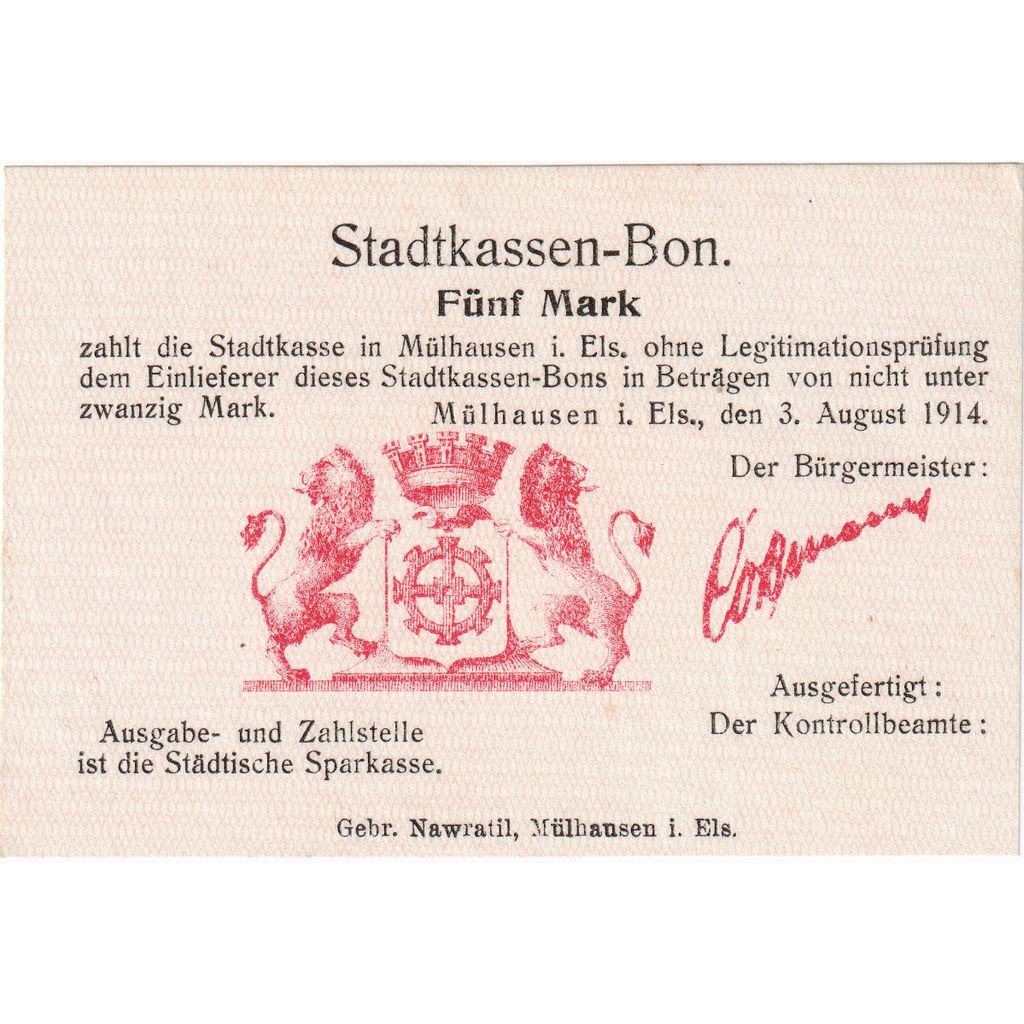 Stadtkassen-Bon.
Fünf Mark
zahlt die Stadtkasse in Mülhausen i. Els. ohne Legitimationsprüfung
dem Einlieferer dieses Stadtkassen-Bons in Beträgen von nicht unter
zwanzig Mark.
Mülhausen i. Els., den 3. August 1914.
Der Bürgermeister:
Ausgefertigt:
Der Kontrollbeamte:
Ausgabe- und Zahlstelle
ist die Städtische Sparkasse.
Gebr. Nawratil, Mülhausen i. Els.